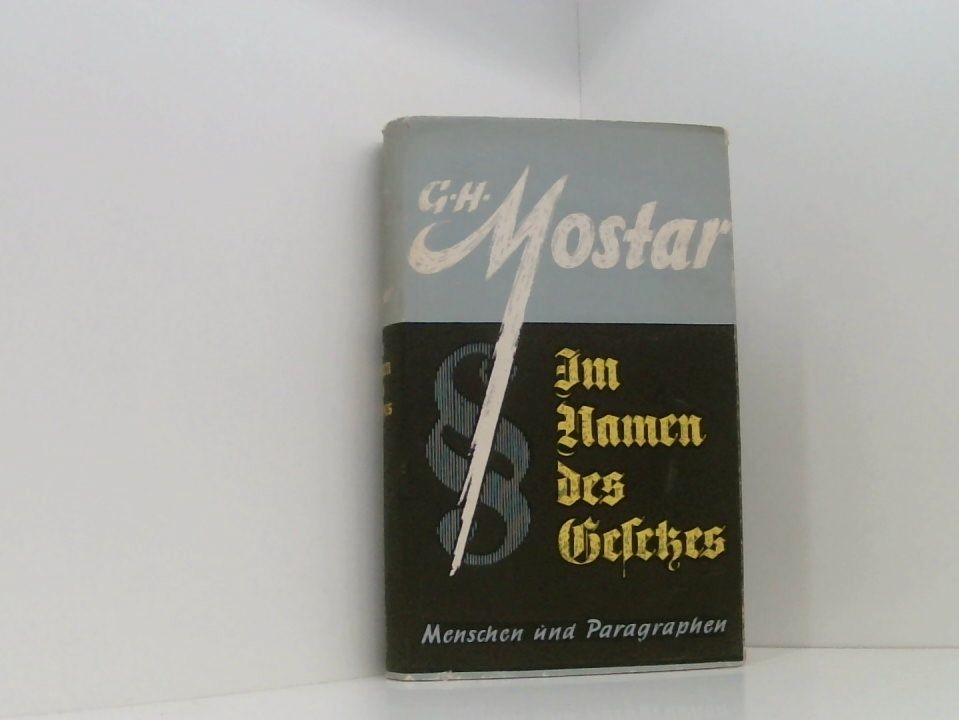 G·H·
Mostar
§
Im
Namen
des
Gesetzes
Menschen und Paragraphen